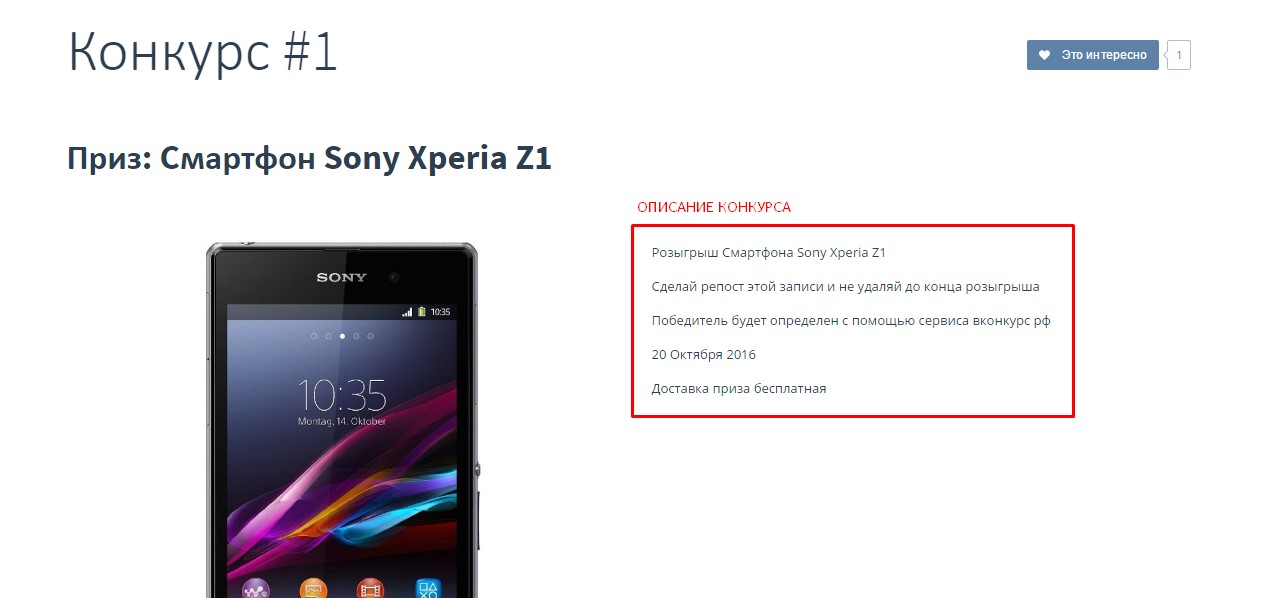 Конкурс #1
Это интересно
1
Приз: Смартфон Sony Xperia Z1
ОПИСАНИЕ КОНКУРСА
Розыгрыш Смартфона Sony Xperia Z1
Сделай репост этой записи и не удаляй до конца розыгрыша
Победитель будет определен с помощью сервиса вконкурс рф
20 Октября 2016
Доставка приза бесплатная
SONY
10:35
10:35
Montag, 14. Oktober